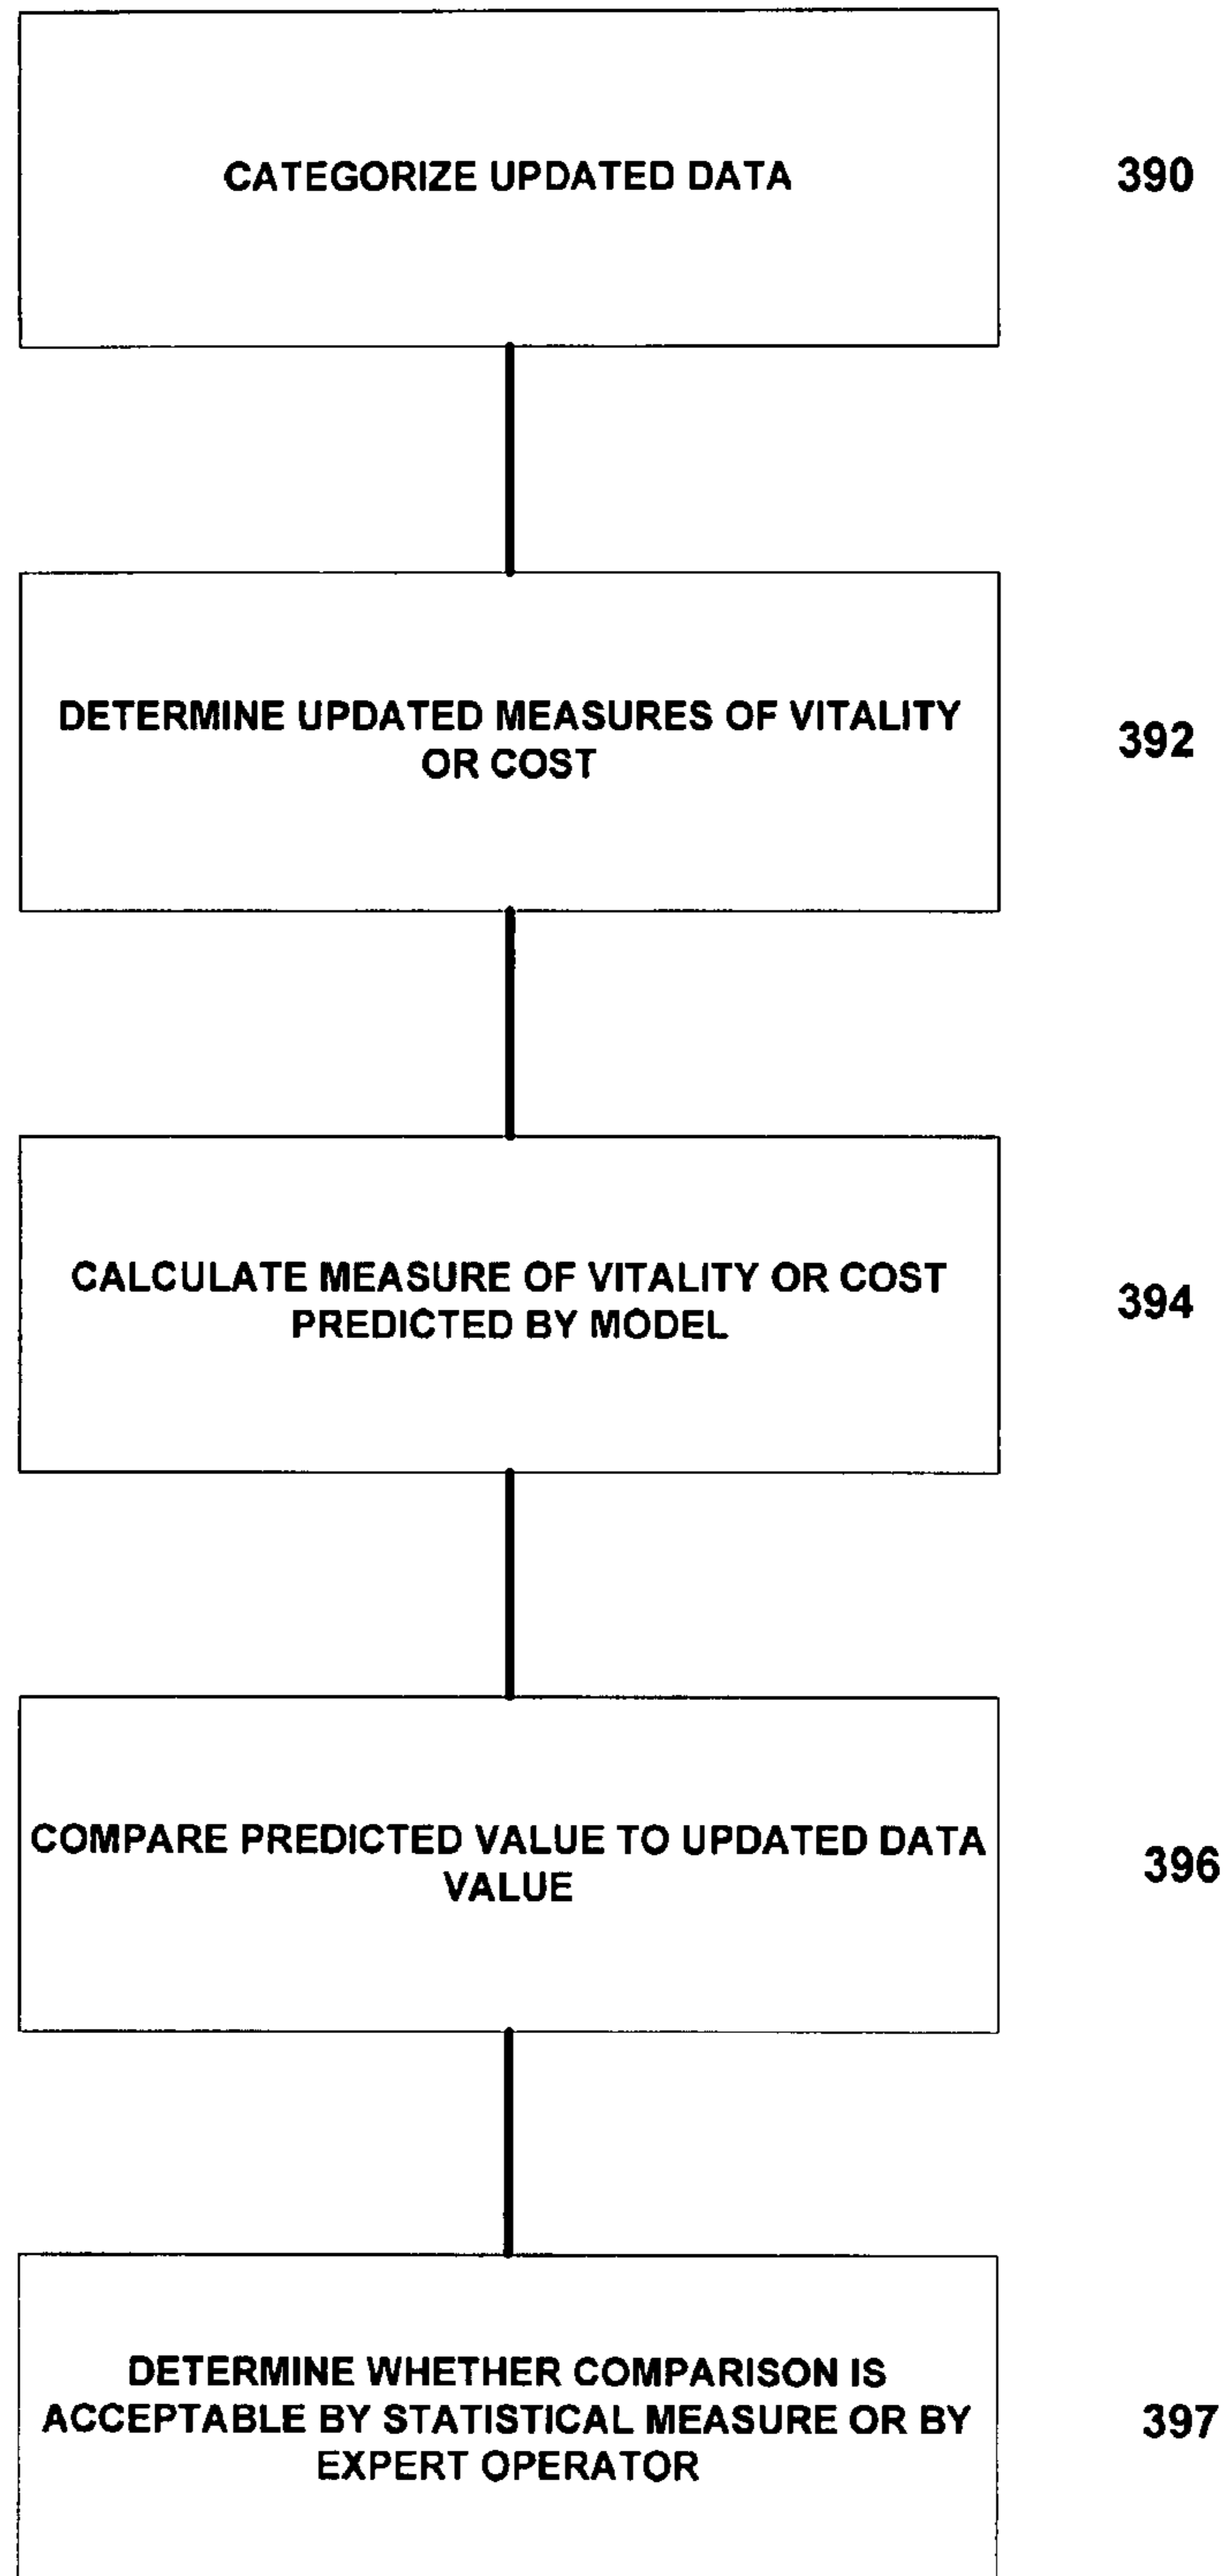 CATEGORIZE UPDATED DATA
390
DETERMINE UPDATED MEASURES OF VITALITY
OR COST
392
CALCULATE MEASURE OF VITALITY OR COST
PREDICTED BY MODEL
394
COMPARE PREDICTED VALUE TO UPDATED DATA
VALUE
396
DETERMINE WHETHER COMPARISON IS
ACCEPTABLE BY STATISTICAL MEASURE OR BY
EXPERT OPERATOR
397